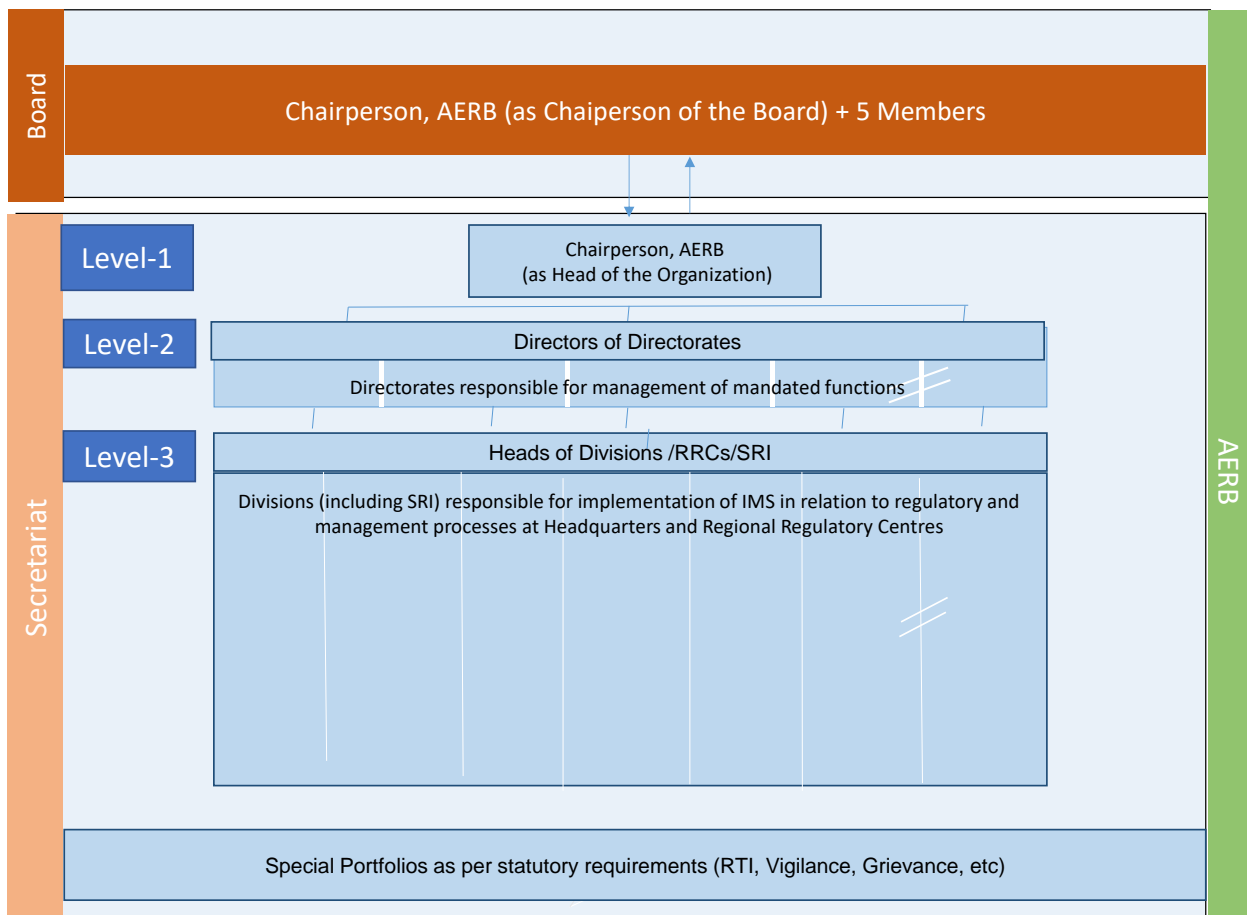 Board
Chairperson, AERB (as Chaiperson of the Board) + 5 Members
AERB
Secretariat
Level-1
Chairperson, AERB
(as Head of the Organization)
Level-2
Directors of Directorates
Directorates responsible for management of mandated functions
Level-3
Heads of Divisions /RRCs/SRI
Divisions (including SRI) responsible for implementation of IMS in relation to regulatory and
management processes at Headquarters and Regional Regulatory Centres
Special Portfolios as per statutory requirements (RTI, Vigilance, Grievance, etc)